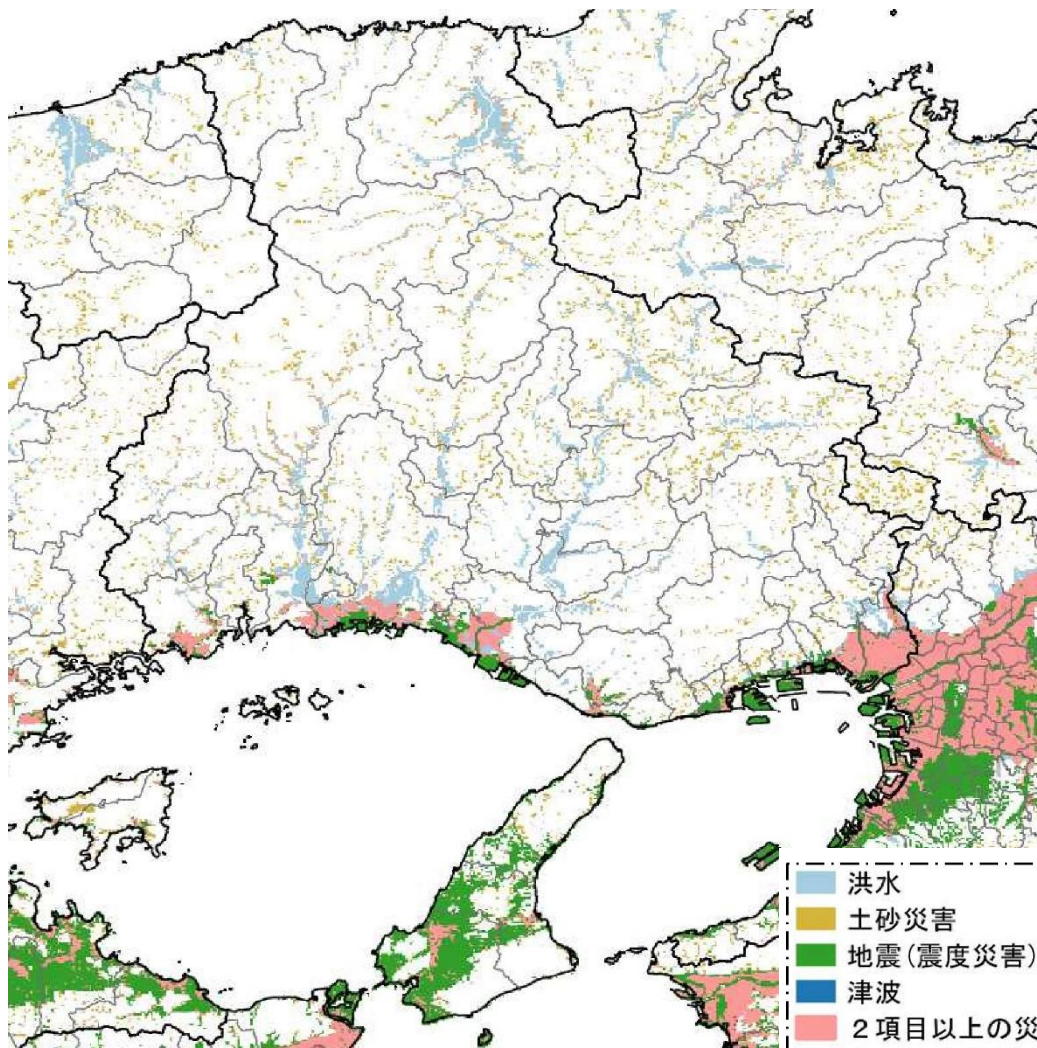 洪水
土砂災害
地震(震度災害)
津波
２項目以上の災